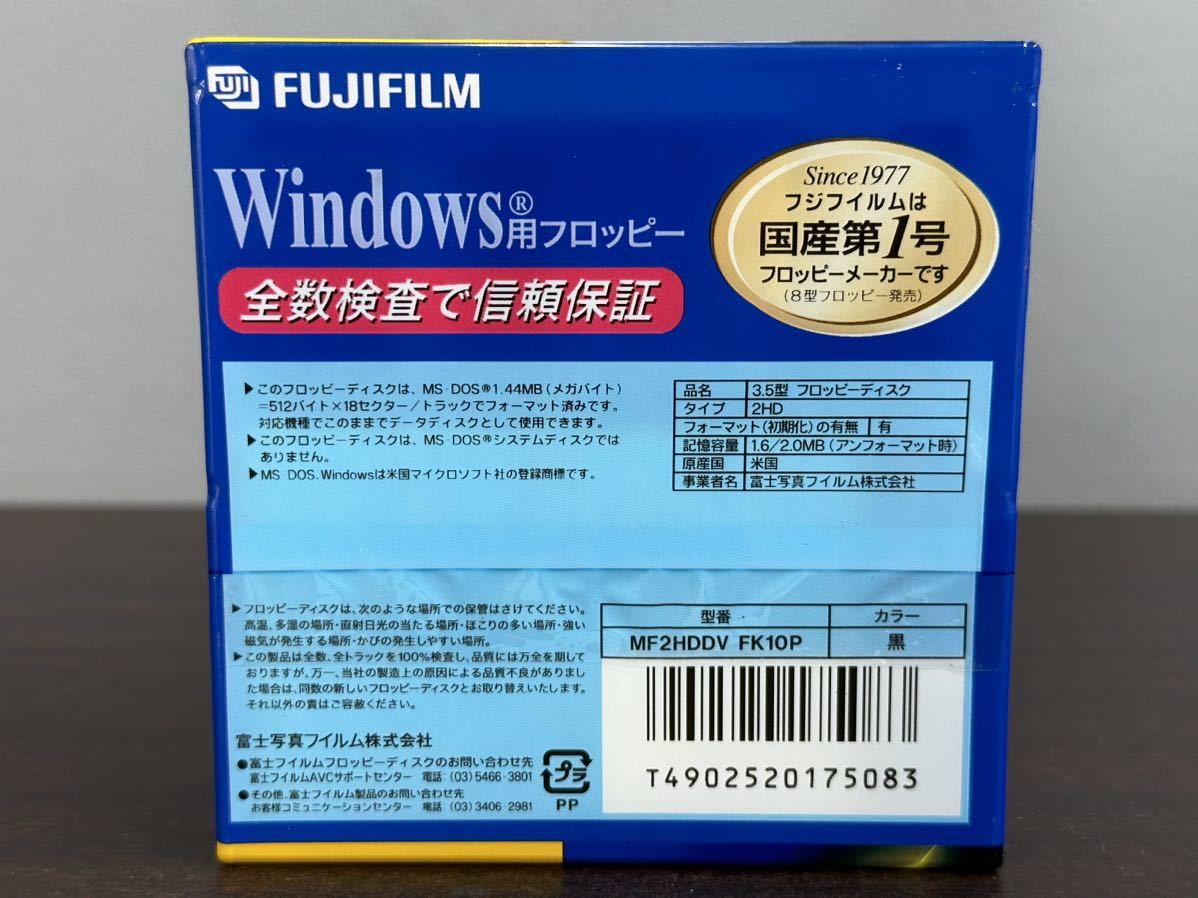 FUJI FUJIFILM
Windows®用フロッピー
全数検査で信頼保証
Since 1977
フジフイルムは
国産第1号
フロッピーメーカーです
(8型フロッピー発売)
▶このフロッピーディスクは、MS-DOS®1.44MB(メガバイト)
=512バイト×18セクター/トラックでフォーマット済みです。
対応機種でこのままでデータディスクとして使用できます。
▶このフロッピーディスクは、MS-DOS®システムディスクでは
ありません。
▶MS-DOS、Windowsは米国マイクロソフト社の登録商標です。
品名 3.5型 フロッピーディスク
タイプ 2HD
フォーマット(初期化)の有無 有
記憶容量 1.6/2.0MB(アンフォーマット時)
原産国 米国
事業者名 富士写真フイルム株式会社
▶フロッピーディスクは、次のような場所での保管はさけてください。
高温、多湿の場所・直射日光の当たる場所・ほこりの多い場所・強い
磁気が発生する場所・かびの発生しやすい場所。
▶この製品は全数、全トラックを100%検査し、品質には万全を期して
おりますが、万一、当社の製造上の原因による品質不良がありまし
た場合は、同数の新しいフロッピーディスクとお取り替えいたします。
それ以外の責はご容赦ください。
富士写真フイルム株式会社
●富士フイルムフロッピーディスクのお問い合わせ先
富士フイルムAVCサポートセンター 電話:(03)5466-3801
●その他、富士フイルム製品のお問い合わせ先
お客様コミュニケーションセンター 電話:(03)3406-2981
プラ
PP
型番 カラー
MF2HDDV FK10P 黒
T4902520175083